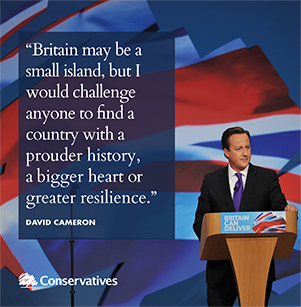 “Britain may be a
small island, but I
would challenge
anyone to find a
country with a
prouder history,
a bigger heart or
greater resilience.”
DAVID CAMERON
BRITAIN
CAN
DELIVER
Conservatives